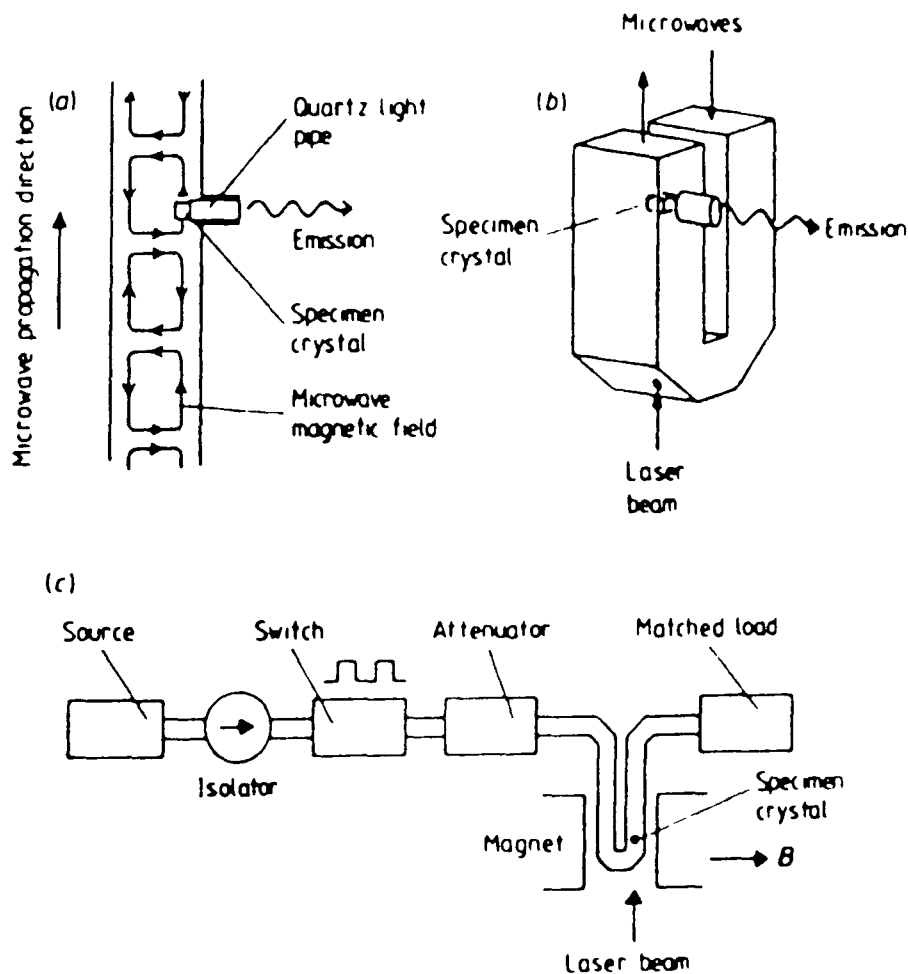 (a)
Microwave propagation direction
Quartz light
pipe
Emission
Specimen
crystal
Microwave
magnetic field
(b)
Microwaves
Specimen
crystal
Emission
Laser
beam
(c)
Source
Switch
Attenuator
Matched load
Isolator
Specimen
crystal
Magnet
B
Laser beam